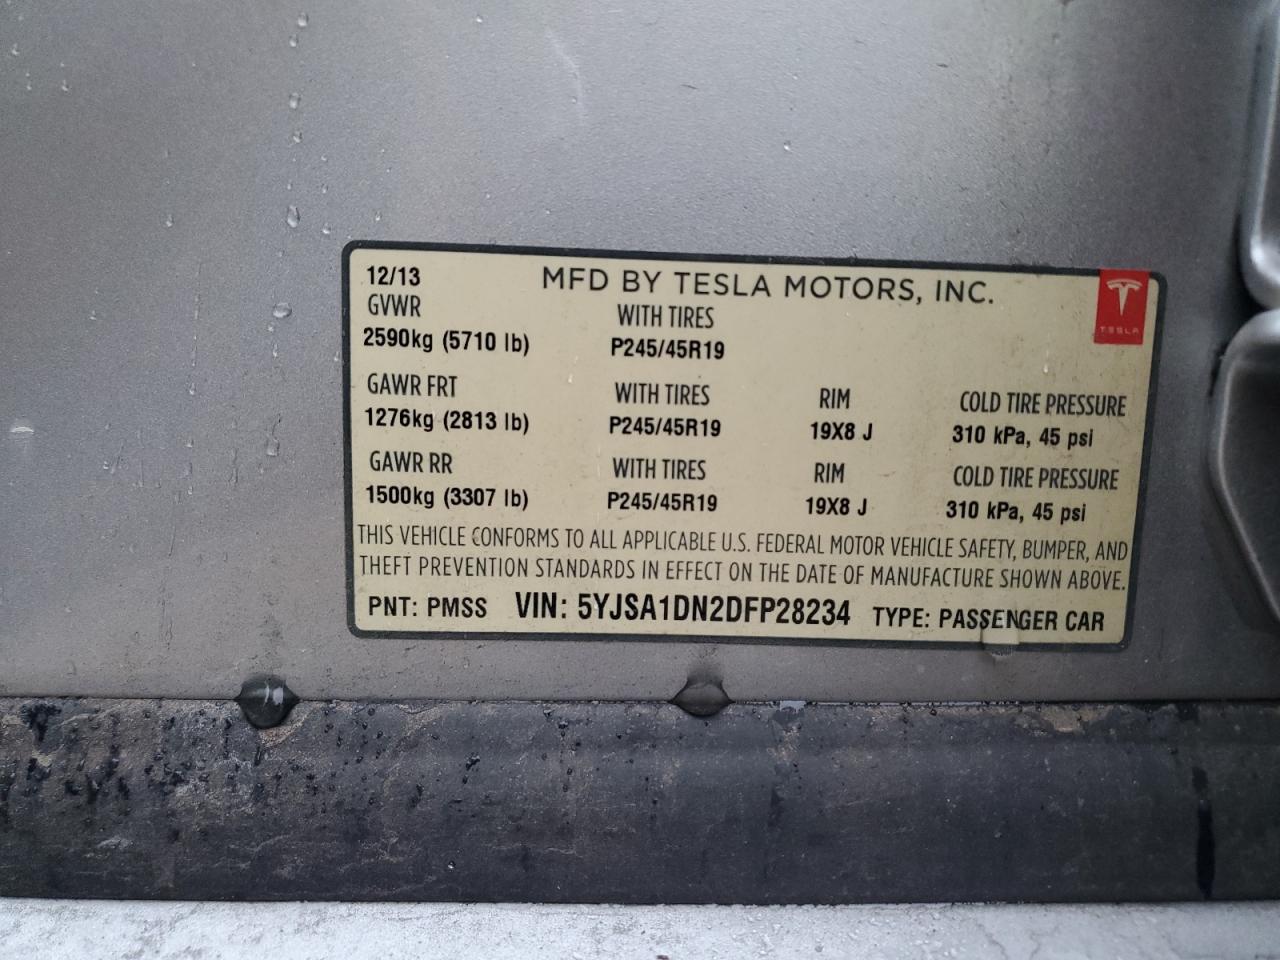 12/13 MFD BY TESLA MOTORS, INC.
TESLA
GVWR WITH TIRES
2590kg (5710 lb) P245/45R19
GAWR FRT WITH TIRES RIM COLD TIRE PRESSURE
1276kg (2813 lb) P245/45R19 19X8 J 310 kPa, 45 psi
GAWR RR WITH TIRES RIM COLD TIRE PRESSURE
1500kg (3307 lb) P245/45R19 19X8 J 310 kPa, 45 psi
THIS VEHICLE CONFORMS TO ALL APPLICABLE U.S. FEDERAL MOTOR VEHICLE SAFETY, BUMPER, AND
THEFT PREVENTION STANDARDS IN EFFECT ON THE DATE OF MANUFACTURE SHOWN ABOVE.
PNT: PMSS VIN: 5YJSA1DN2DFP28234 TYPE: PASSENGER CAR